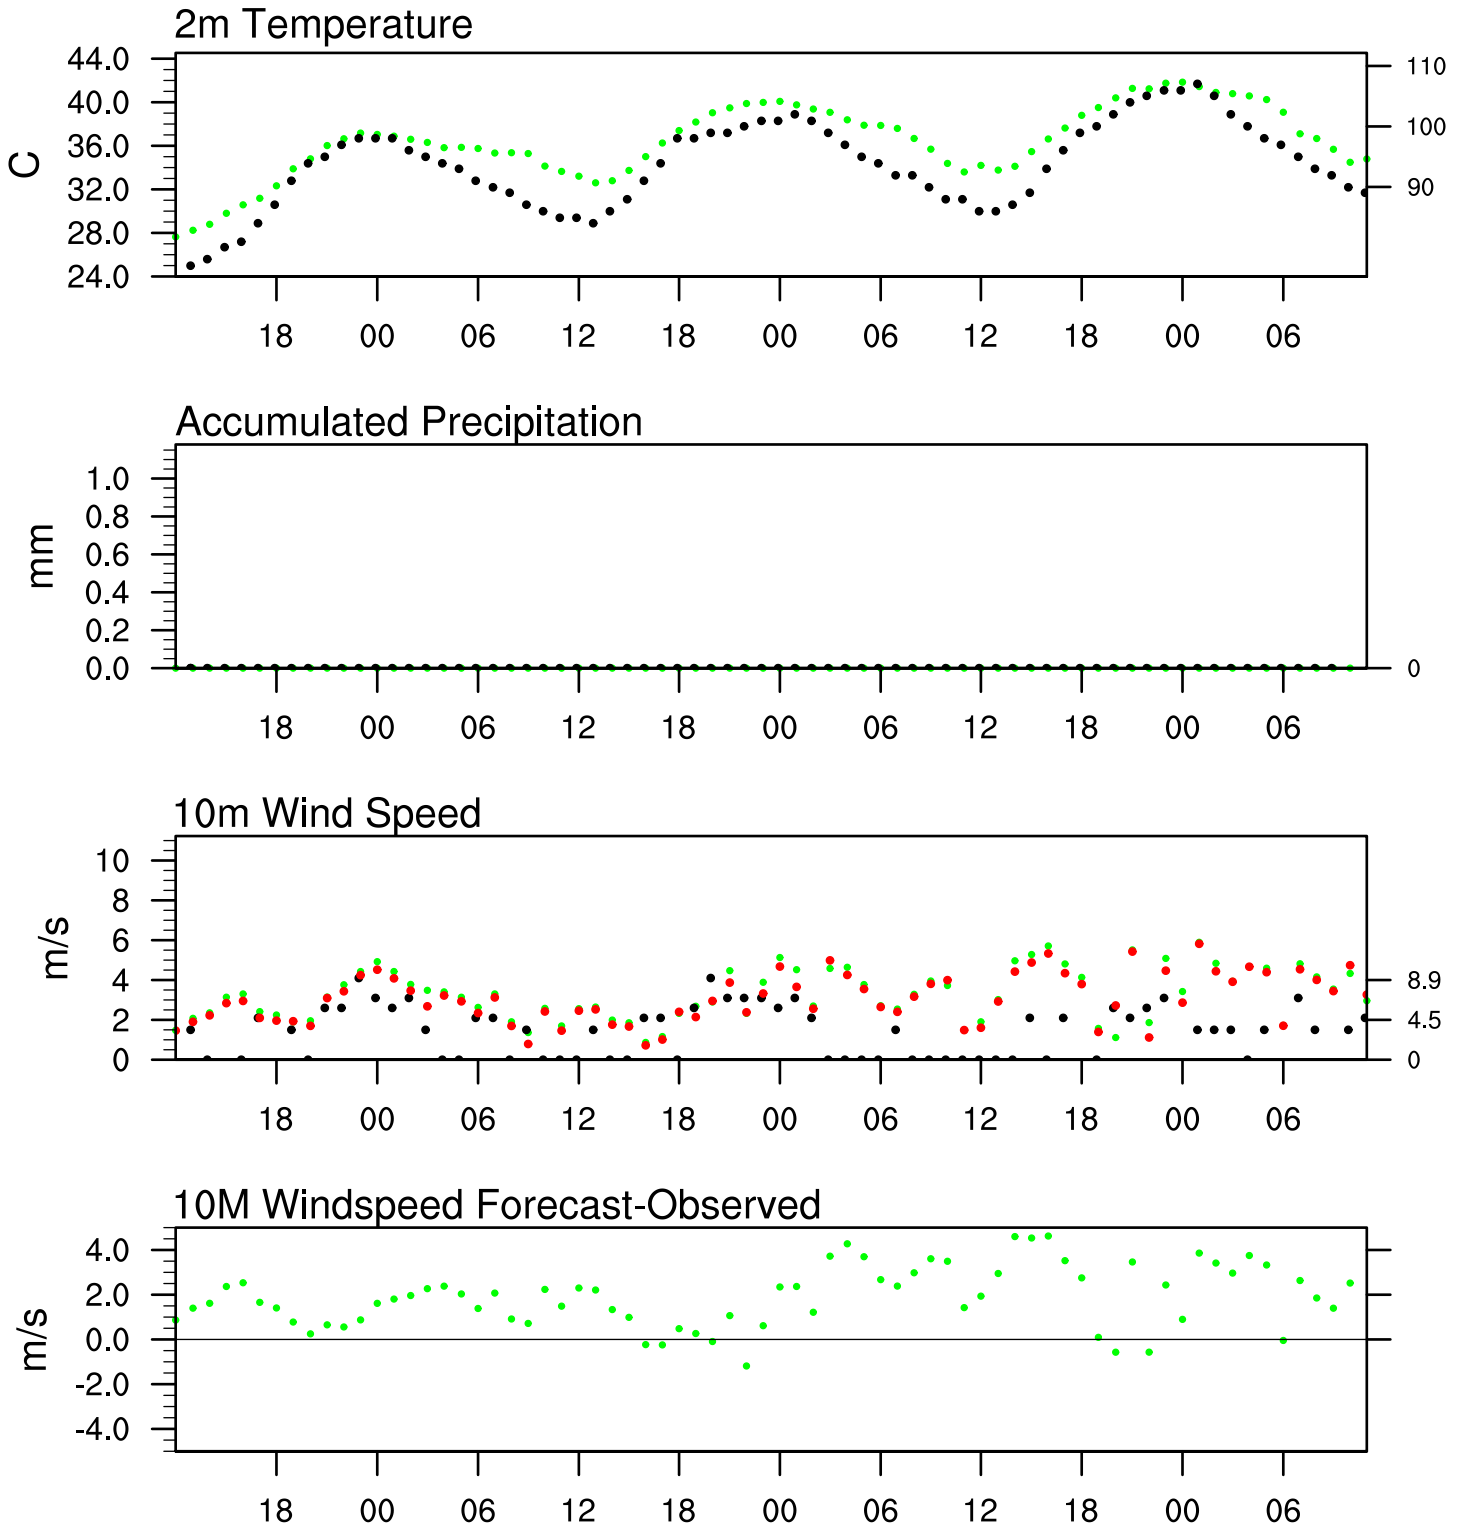 2m Temperature
44.0
40.0
36.0
32.0
28.0
24.0
C
110
100
90
18 00 06 12 18 00 06 12 18 00 06
Accumulated Precipitation
1.0
0.8
0.6
0.4
0.2
0.0
mm
0
18 00 06 12 18 00 06 12 18 00 06
10m Wind Speed
10
8
6
4
2
0
m/s
8.9
4.5
0
18 00 06 12 18 00 06 12 18 00 06
10M Windspeed Forecast-Observed
4.0
2.0
0.0
-2.0
-4.0
m/s
18 00 06 12 18 00 06 12 18 00 06